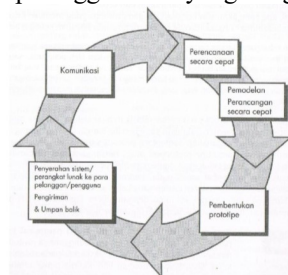 Komunikasi
Perencanaan
secara cepat
Pemodelan
Perancangan
secara cepat
Pembentukan
prototipe
Penyerahan sistem/
perangkat lunak ke para
pelanggan/pengguna
Pengiriman
& Umpan balik